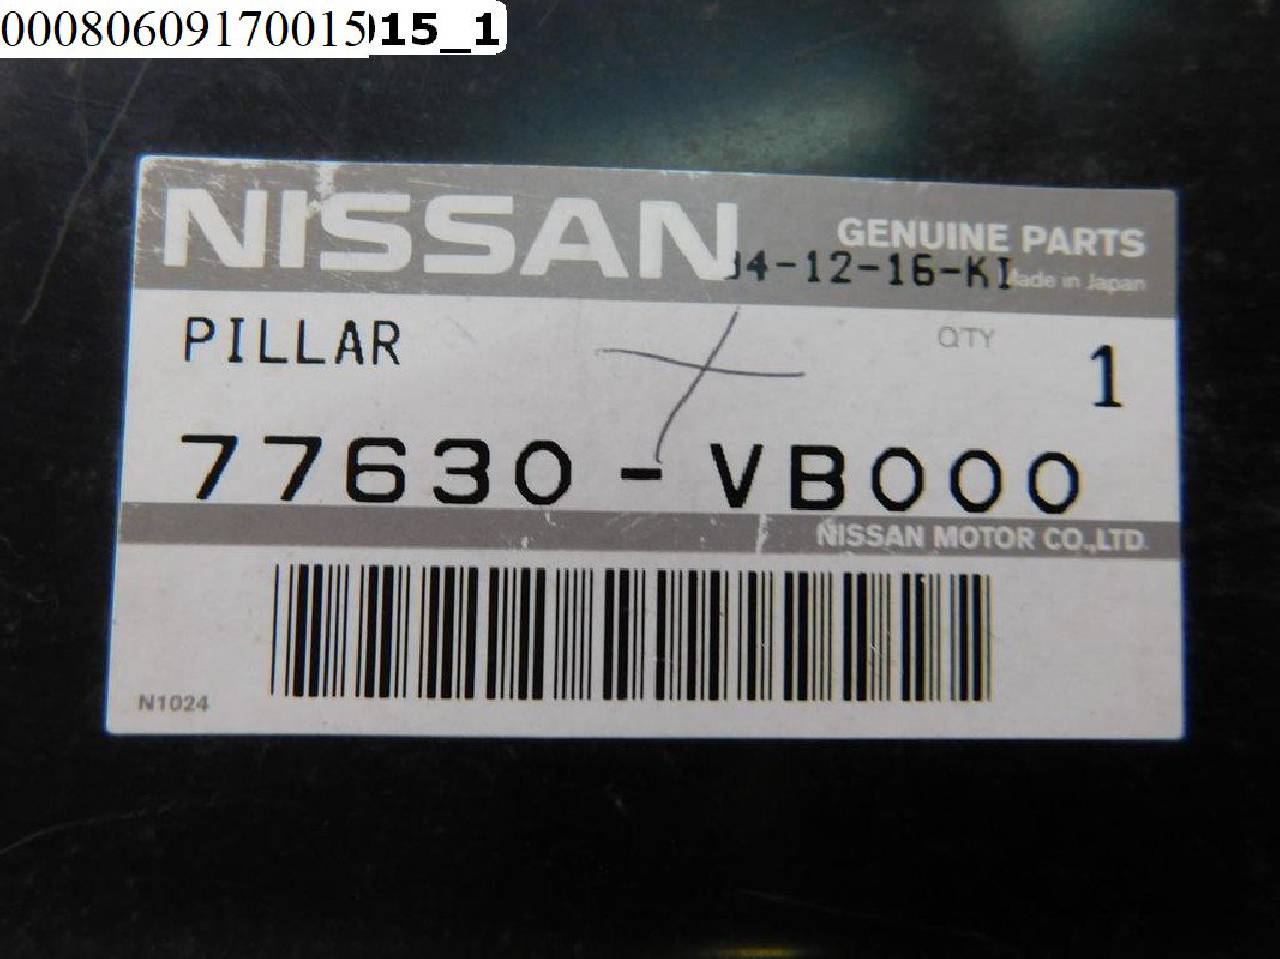 00080609170015015_1
NISSAN
GENUINE PARTS
04-12-16-KI
Made in Japan
PILLAR
QTY
1
77630-VB000
NISSAN MOTOR CO.,LTD.
N1024